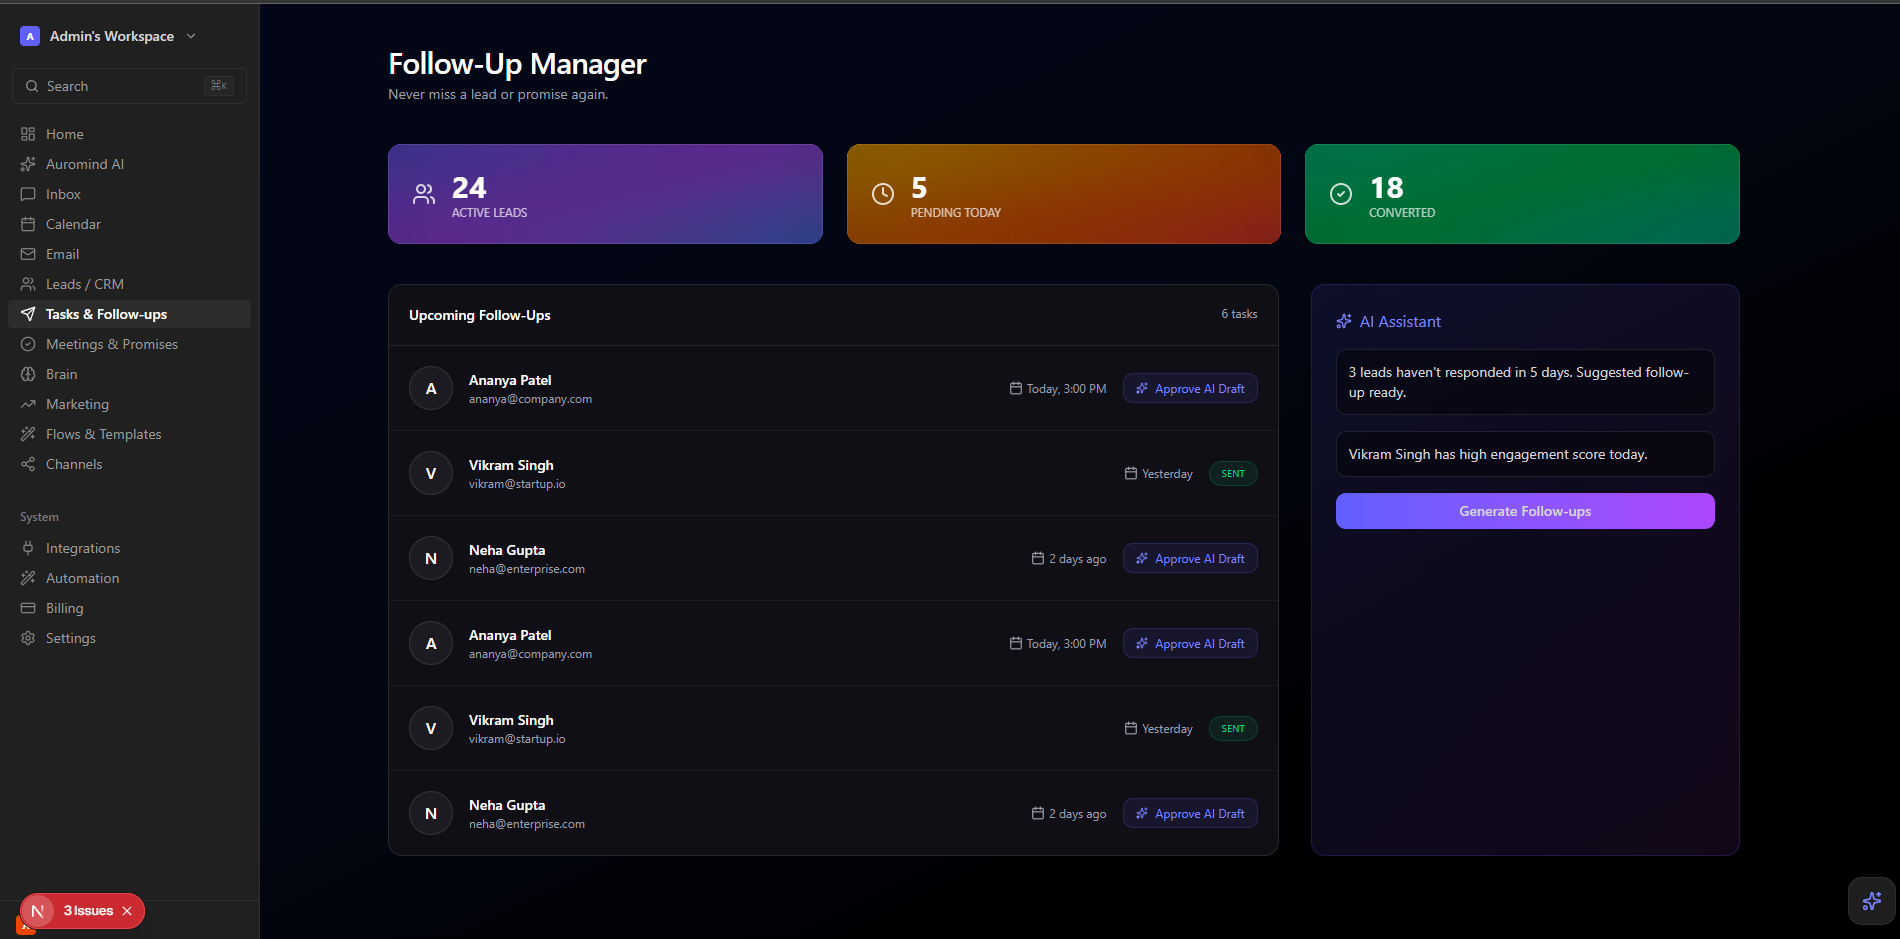 A Admin's Workspace
Search ⌘K
Home
Auromind AI
Inbox
Calendar
Email
Leads / CRM
Tasks & Follow-ups
Meetings & Promises
Brain
Marketing
Flows & Templates
Channels
System
Integrations
Automation
Billing
Settings
N 3 Issues
Follow-Up Manager
Never miss a lead or promise again.
24
ACTIVE LEADS
5
PENDING TODAY
18
CONVERTED
Upcoming Follow-Ups 6 tasks
A Ananya Patel Today, 3:00 PM Approve AI Draft
ananya@company.com
V Vikram Singh Yesterday SENT
vikram@startup.io
N Neha Gupta 2 days ago Approve AI Draft
neha@enterprise.com
A Ananya Patel Today, 3:00 PM Approve AI Draft
ananya@company.com
V Vikram Singh Yesterday SENT
vikram@startup.io
N Neha Gupta 2 days ago Approve AI Draft
neha@enterprise.com
AI Assistant
3 leads haven't responded in 5 days. Suggested follow-
up ready.
Vikram Singh has high engagement score today.
Generate Follow-ups